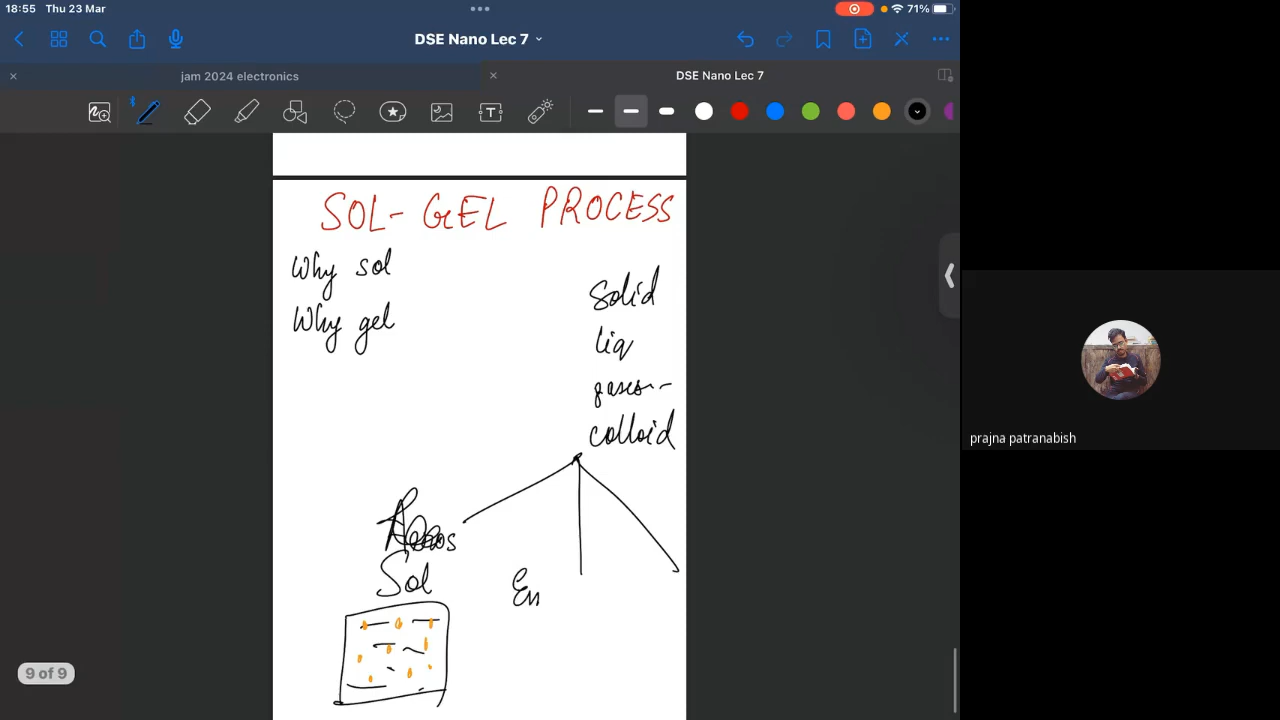 18:55 Thu 23 Mar
71%
DSE Nano Lec 7
jam 2024 electronics
DSE Nano Lec 7
SOL-GEL PROCESS
Why sol
Why gel
Solid
liq
gases-
colloid
Sol
En
9 of 9
prajna patranabish